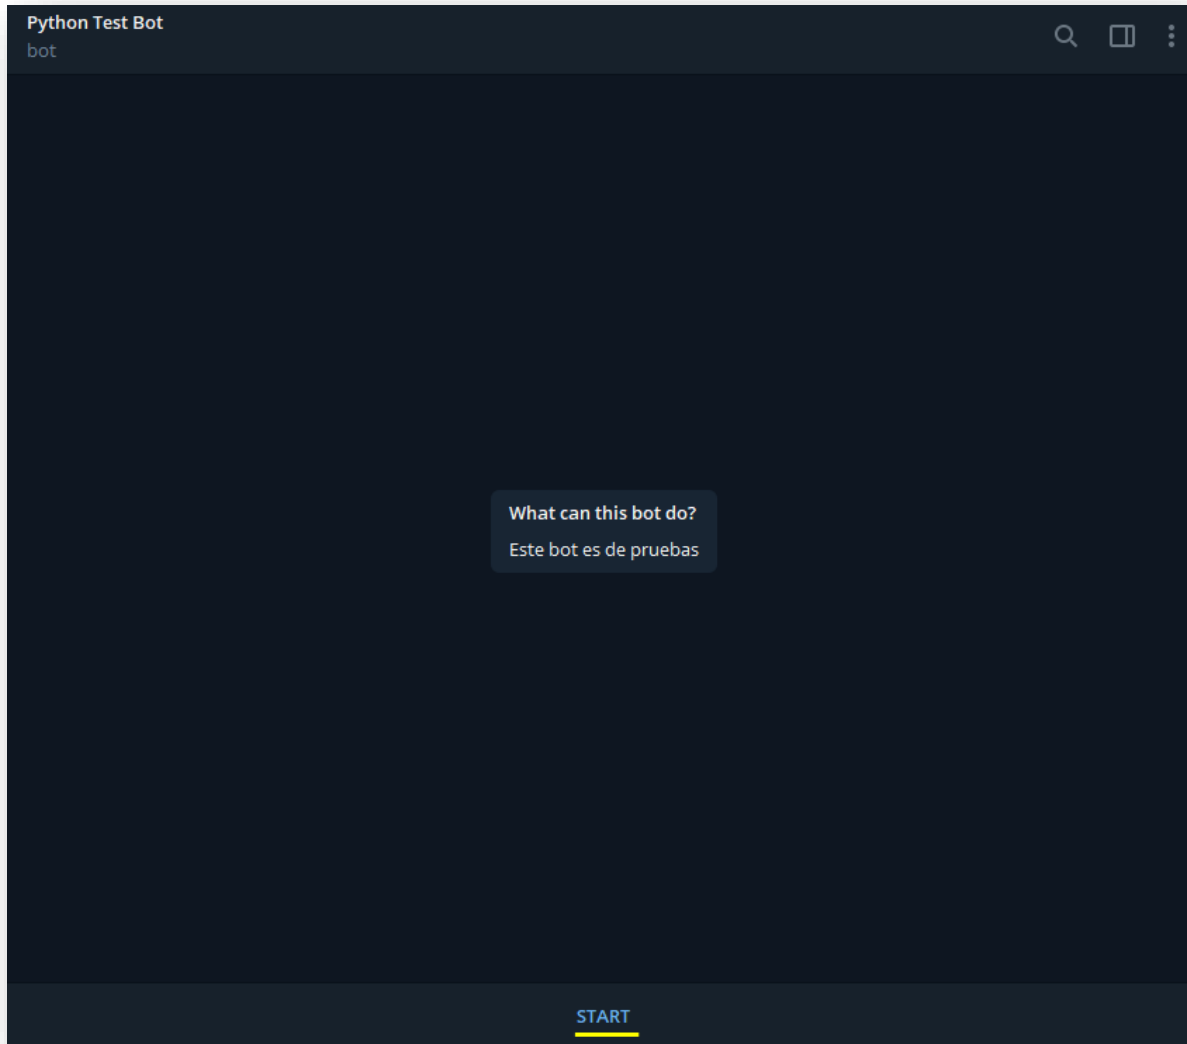 Python Test Bot
bot
What can this bot do?
Este bot es de pruebas
START